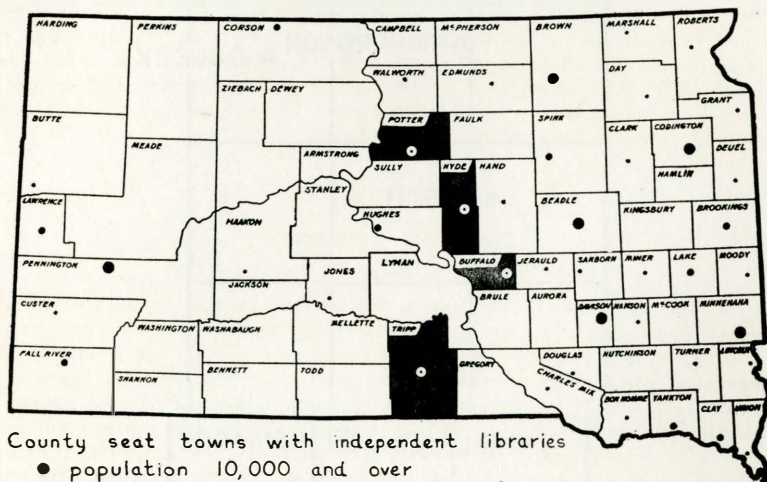 HARDING
PERKINS
CORSON
CAMPBELL
McPHERSON
BROWN
MARSHALL
ROBERTS
WALWORTH
EDMUNDS
DAY
ZIEBACH
DEWEY
GRANT
BUTTE
POTTER
FAULK
SPINK
CLARK
CODINGTON
MEADE
ARMSTRONG
SULLY
HYDE
HAND
DEUEL
HAMLIN
STANLEY
LAWRENCE
HAAKON
HUGHES
BEADLE
KINGSBURY
BROOKINGS
PENNINGTON
LYMAN
BUFFALO
JERAULD
SANBORN
MINER
LAKE
MOODY
JONES
JACKSON
BRULE
AURORA
CUSTER
DAVISON
HANSON
McCOOK
MINNEHAHA
WASHINGTON
WASHABAUGH
MELLETTE
TRIPP
FALL RIVER
GREGORY
DOUGLAS
HUTCHINSON
TURNER
LINCOLN
SHANNON
BENNETT
TODD
CHARLES MIX
BON HOMME
YANKTON
CLAY
UNION
County seat towns with independent libraries
● population 10,000 and over